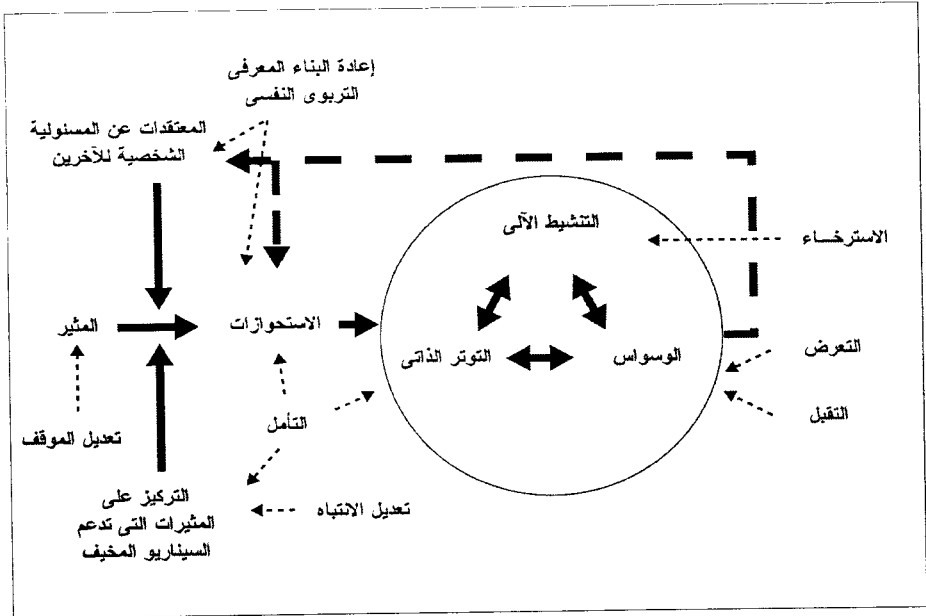 إعادة البناء المعرفى
التربوى النفسى
المعتقدات عن المسئولية
الشخصية للآخرين
التنشيط الآلى
الاسترخـــاء
المثير
الاستحوازات
التوتر الذاتى
الوسواس
التعرض
التقبل
التأمل
تعديل الموقف
التركيز على
المثيرات التى تدعم
السيناريو المخيف
تعديل الانتباه